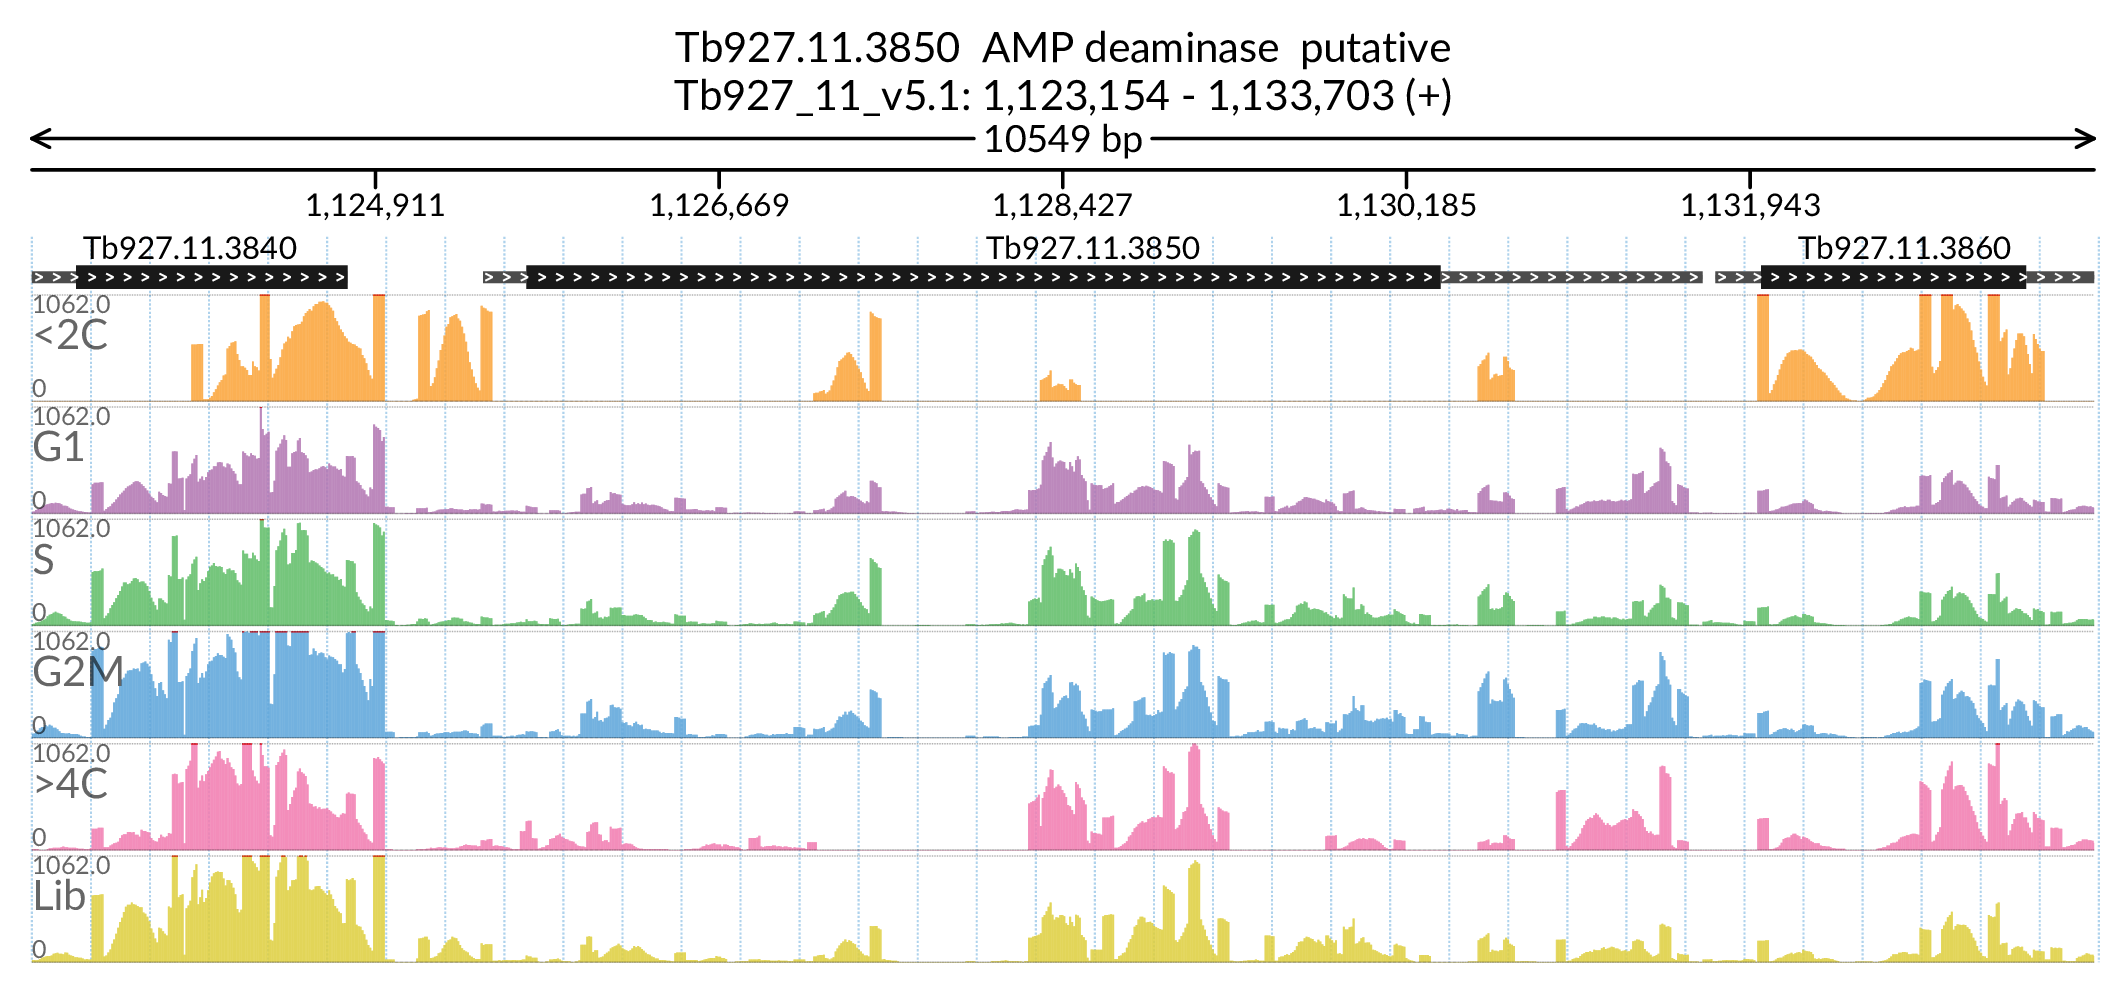 Tb927.11.3850 AMP deaminase putative
Tb927_11_v5.1: 1,123,154 - 1,133,703 (+)
10549 bp
1,124,911 1,126,669 1,128,427 1,130,185 1,131,943
Tb927.11.3840 Tb927.11.3850 Tb927.11.3860
1062.0
<2C
0
1062.0
G1
0
1062.0
S
0
1062.0
G2M
0
1062.0
>4C
0
1062.0
Lib
0